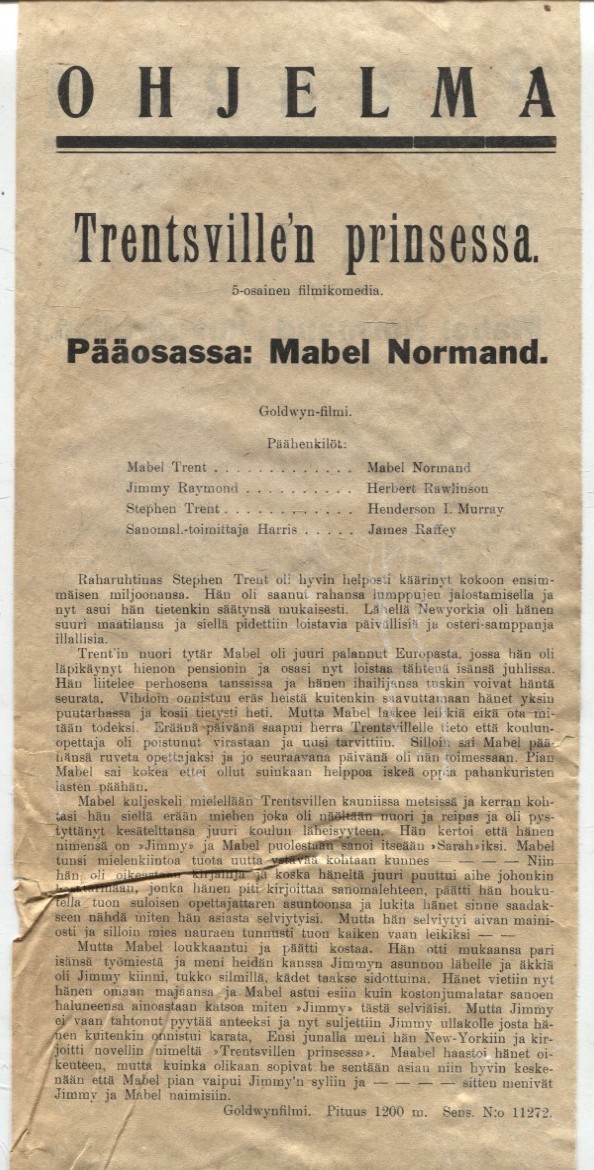 OHJELMA
Trentsville'n prinsessa.
5-osainen filmikomedia.
Pääosassa: Mabel Normand.
Goldwyn-filmi.
Päähenkilöt:
Mabel Trent . . . . . . . . . . . . . Mabel Normand
Jimmy Raymond . . . . . . . . . . Herbert Rawlinson
Stephen Trent . . . . . . . . . . . . Henderson I. Murray
Sanomal.-toimittaja Harris . . . . . James Raffey
Raharuhtinas Stephen Trent oli hyvin helposti käärinyt kokoon ensim-
mäisen miljoonansa. Hän oli saanut rahansa lumppujen jalostamisella ja
nyt asui hän tietenkin säätynsä mukaisesti. Lähellä Newyorkia oli hänen
suuri maatilansa ja siellä pidettiin loistavia päivällisiä ja osteri-samppanja
illallisia.
Trent'in nuori tytär Mabel oli juuri palannut Europasta, jossa hän oli
läpikäynyt hienon pensionin ja osasi nyt loistaa tähtenä isänsä juhlissa.
Hän liitelee perhosena tanssissa ja hänen ihailijansa tuskin voivat häntä
seurata. Vihdoin onnistuu eräs heistä kuitenkin saavuttamaan hänet yksin
puutarhassa ja kosii tietysti heti. Mutta Mabel laskee leikiä eikä ota mi-
tään todeksi. Eräänä päivänä saapui herra Trentsvillelle tieto että koulun-
opettaja oli poistunut virastaan ja uusi tarvittiin. Silloin sai Mabel pää-
hänsä ruveta opettajaksi ja jo seuraavana päivänä oli hän toimessaan. Pian
Mabel sai kokea ettei ollut suinkaan helppoa iskeä oppia pahankuristen
lasten päähän.
Mabel kuljeskeli mielellään Trentsvillen kauniissa metsissä ja kerran koh-
tasi hän siellä erään miehen joka oli näöltään nuori ja reipas ja oli pys-
tyttänyt kesätelttansa juuri koulun läheisyyteen. Hän kertoi että hänen
nimensä on »Jimmy» ja Mabel puolestaan sanoi itseään »Sarah»iksi. Mabel
tunsi mielenkiintoa tuota uutta ystävää kohtaan kunnes — — — — Niin
hän oli oikeastaan kirjailija ja koska häneltä juuri puuttui aihe johonkin
jonka hänen piti kirjoittaa sanomalehteen, päätti hän houku-
tella tuon suloisen opettajattaren asuntoonsa ja lukita hänet sinne saadak-
seen nähdä miten hän asiasta selviytyisi. Mutta hän selviytyi aivan maini-
osti ja silloin mies nauraen tunnusti tuon kaiken vaan leikiksi — —
Mutta Mabel loukkaantui ja päätti kostaa. Hän otti mukaansa pari
isänsä työmiestä ja meni heidän kanssa Jimmyn asunnon lähelle ja äkkiä
oli Jimmy kiinni, tukko silmillä, kädet taakse sidottuina. Hänet vietiin nyt
hänen omaan majaansa ja Mabel astui esiin kuin kostonjumalatar sanoen
haluneensa ainoastaan katsoa miten »Jimmy» tästä selviäisi. Mutta Jimmy
ei vaan tahtonut pyytää anteeksi ja nyt suljettiin Jimmy ullakolle josta hä-
nen kuitenkin onnistui karata, Ensi junalla meni hän New-Yorkiin ja kir-
joitti novellin nimeltä »Trentsvillen prinsessa». Maabel haastoi hänet oi-
keuteen, mutta kuinka olikaan sopivat he sentään asian niin hyvin keske-
nään että Mabel pian vaipui Jimmy'n syliin ja — — — — sitten menivät
Jimmy ja Mabel naimisiin.
Goldwynfilmi. Pituus 1200 m. Sens. N:o 11272.